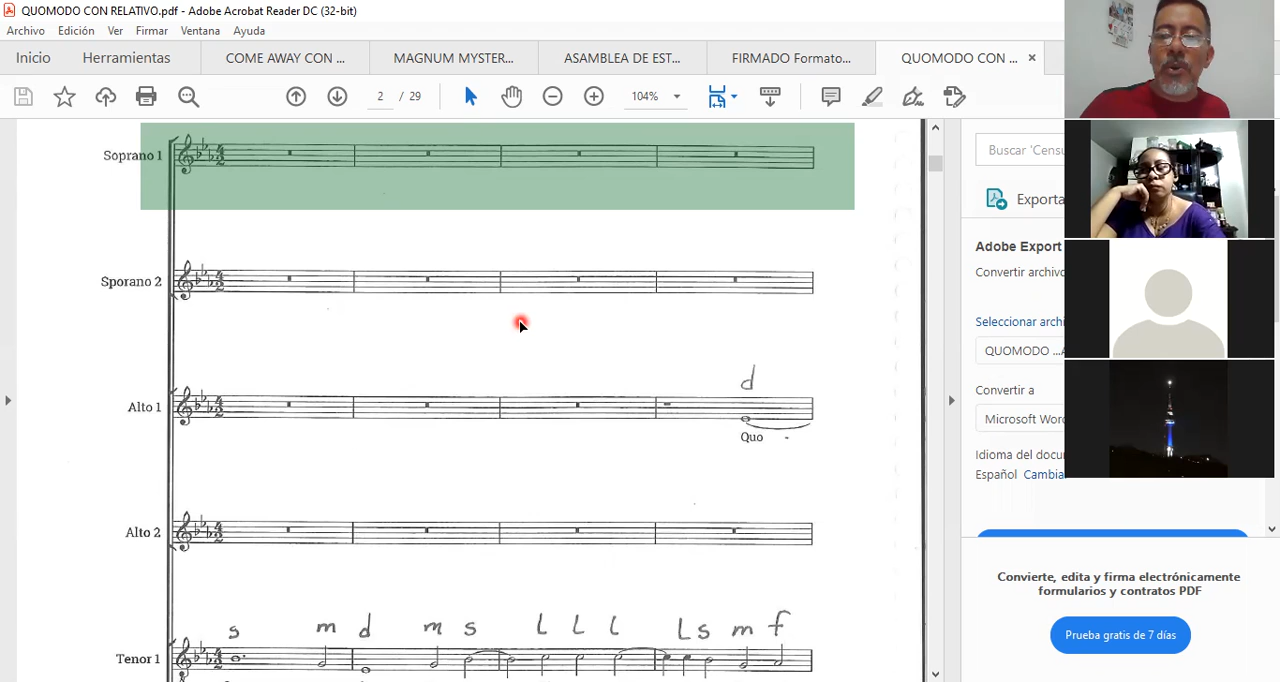 QUOMODO CON RELATIVO.pdf - Adobe Acrobat Reader DC (32-bit)
Archivo Edición Ver Firmar Ventana Ayuda
Inicio Herramientas COME AWAY CON ... MAGNUM MYSTER... ASAMBLEA DE EST... FIRMADO Formato... QUOMODO CON ... ×
2 / 29 104%
Soprano 1
Sporano 2
d
Alto 1
Quo -
Alto 2
s m d m s L L L L s m f
Tenor 1
Buscar 'Censu
Exporta
Adobe Export
Convertir archivo
Seleccionar archi
QUOMODO ...A
Convertir a
Microsoft Word
Idioma del docu
Español Cambia
Convierte, edita y firma electrónicamente
formularios y contratos PDF
Prueba gratis de 7 días